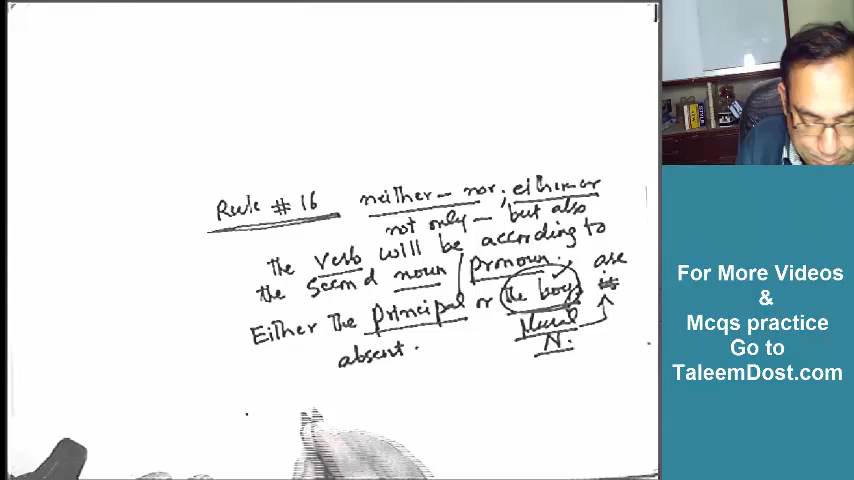 Rule # 16 neither - nor, either or
not only - but also
the verb will be according to
the second noun / pronoun.
Either the principal or the boys are
absent.
Plural
N.
For More Videos
&
Mcqs practice
Go to
TaleemDost.com